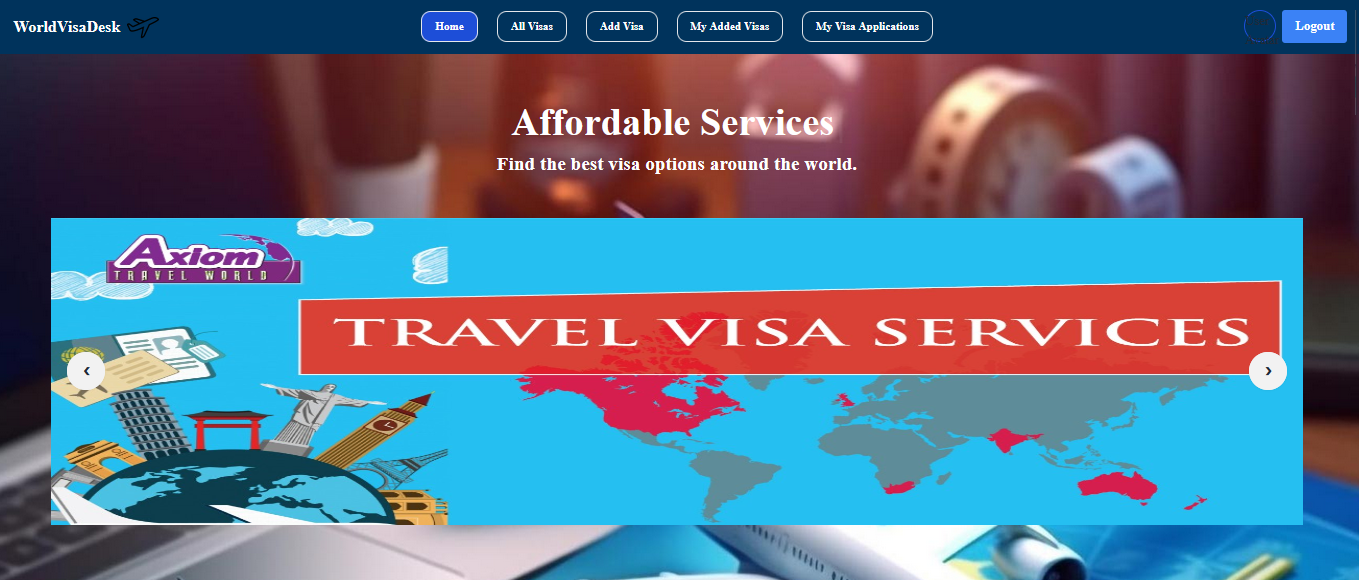 WorldVisaDesk
Home
All Visas
Add Visa
My Added Visas
My Visa Applications
Logout
Affordable Services
Find the best visa options around the world.
Axiom
TRAVEL WORLD
TRAVEL VISA SERVICES
‹
›